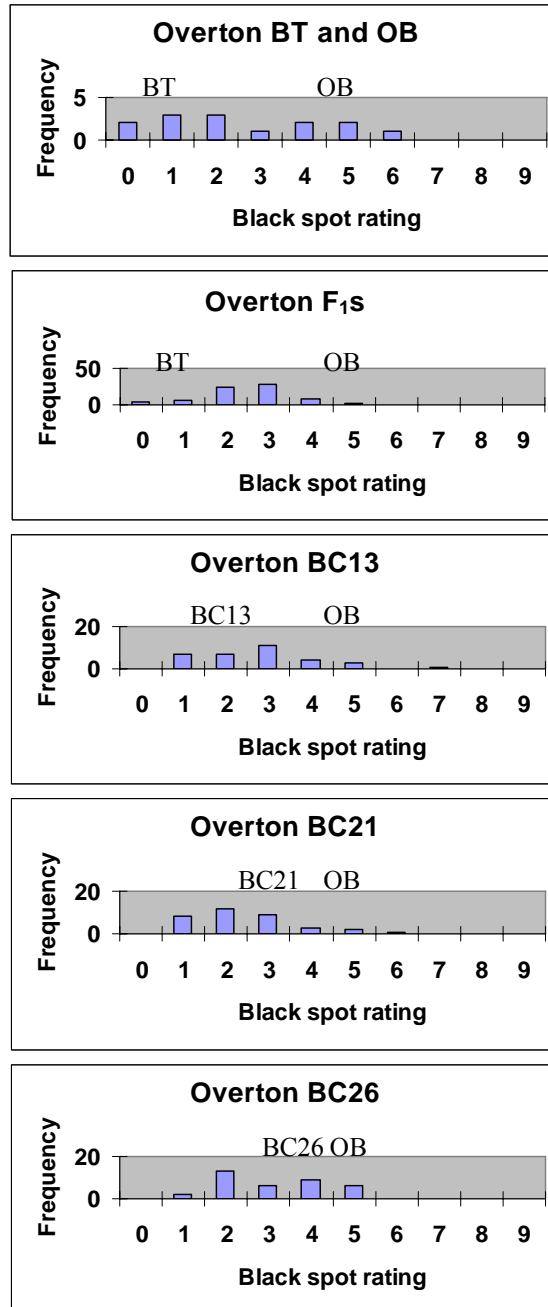 Overton BT and OB
BT OB
Frequency
5
0
0 1 2 3 4 5 6 7 8 9
Black spot rating
Overton F₁s
BT OB
Frequency
50
0
0 1 2 3 4 5 6 7 8 9
Black spot rating
Overton BC13
BC13 OB
Frequency
20
0
0 1 2 3 4 5 6 7 8 9
Black spot rating
Overton BC21
BC21 OB
Frequency
20
0
0 1 2 3 4 5 6 7 8 9
Black spot rating
Overton BC26
BC26 OB
Frequency
20
0
0 1 2 3 4 5 6 7 8 9
Black spot rating